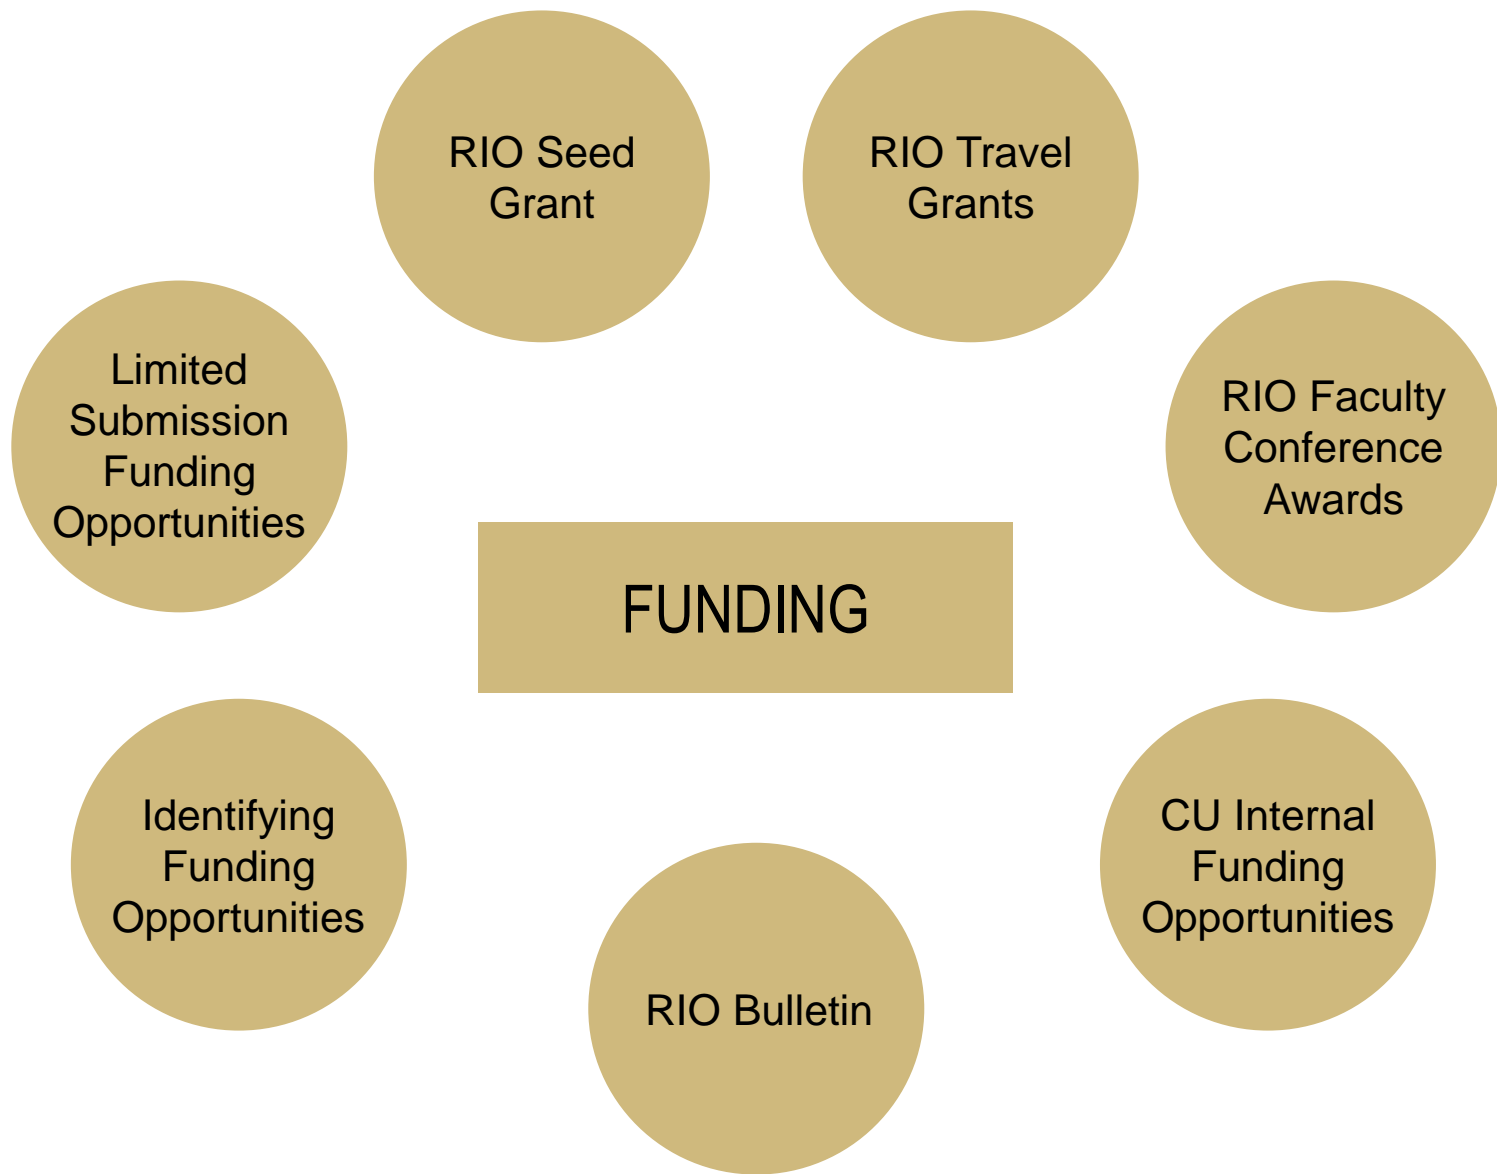 RIO Seed
Grant
RIO Travel
Grants
Limited
Submission
Funding
Opportunities
RIO Faculty
Conference
Awards
FUNDING
Identifying
Funding
Opportunities
CU Internal
Funding
Opportunities
RIO Bulletin